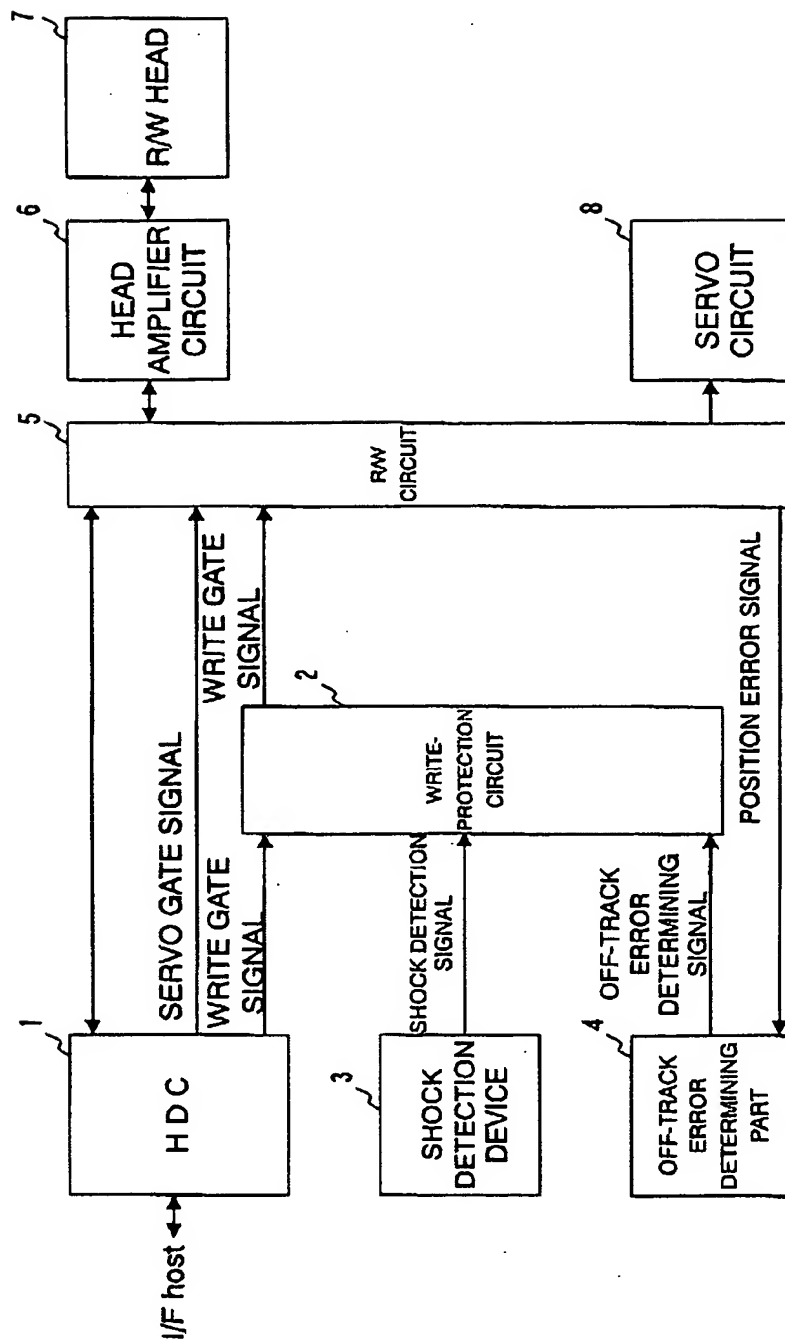 I/F host
1
HDC
SERVO GATE SIGNAL
WRITE GATE
SIGNAL
WRITE GATE
SIGNAL
5
R/W
CIRCUIT
6
HEAD
AMPLIFIER
CIRCUIT
7
R/W HEAD
3
SHOCK
DETECTION
DEVICE
SHOCK DETECTION
SIGNAL
2
WRITE-
PROTECTION
CIRCUIT
4
OFF-TRACK
ERROR
DETERMINING
PART
OFF-TRACK
ERROR
DETERMINING
SIGNAL
POSITION ERROR SIGNAL
8
SERVO
CIRCUIT